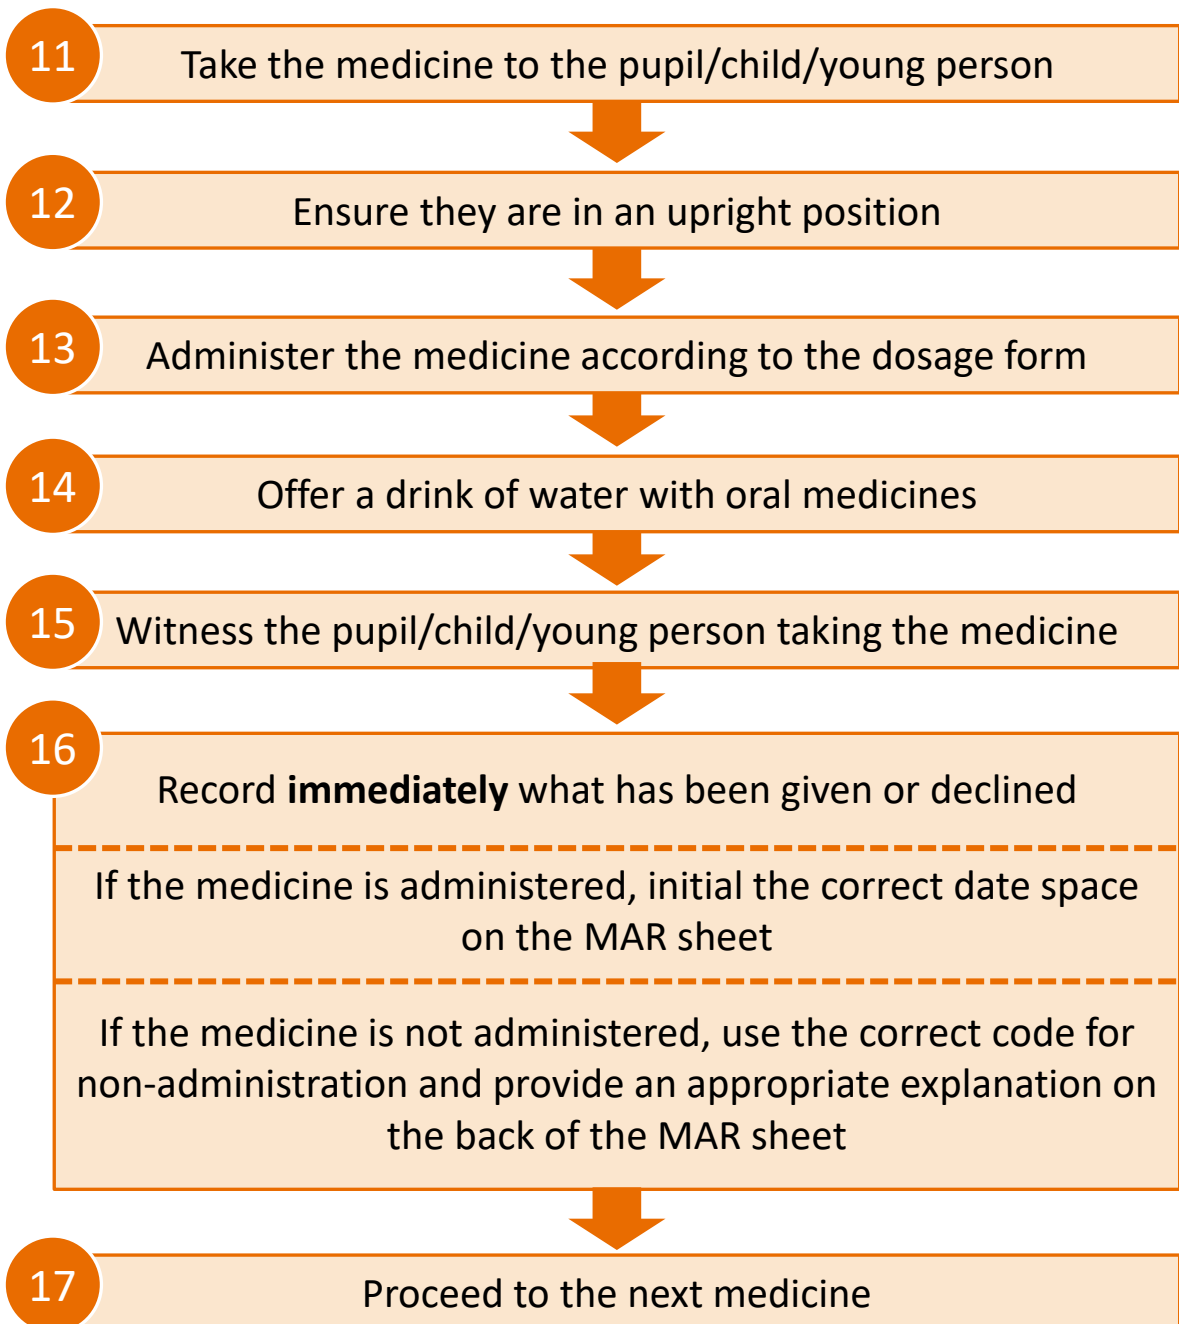 11
Take the medicine to the pupil/child/young person
12
Ensure they are in an upright position
13
Administer the medicine according to the dosage form
14
Offer a drink of water with oral medicines
15
Witness the pupil/child/young person taking the medicine
16
Record immediately what has been given or declined
If the medicine is administered, initial the correct date space
on the MAR sheet
If the medicine is not administered, use the correct code for
non-administration and provide an appropriate explanation on
the back of the MAR sheet
17
Proceed to the next medicine